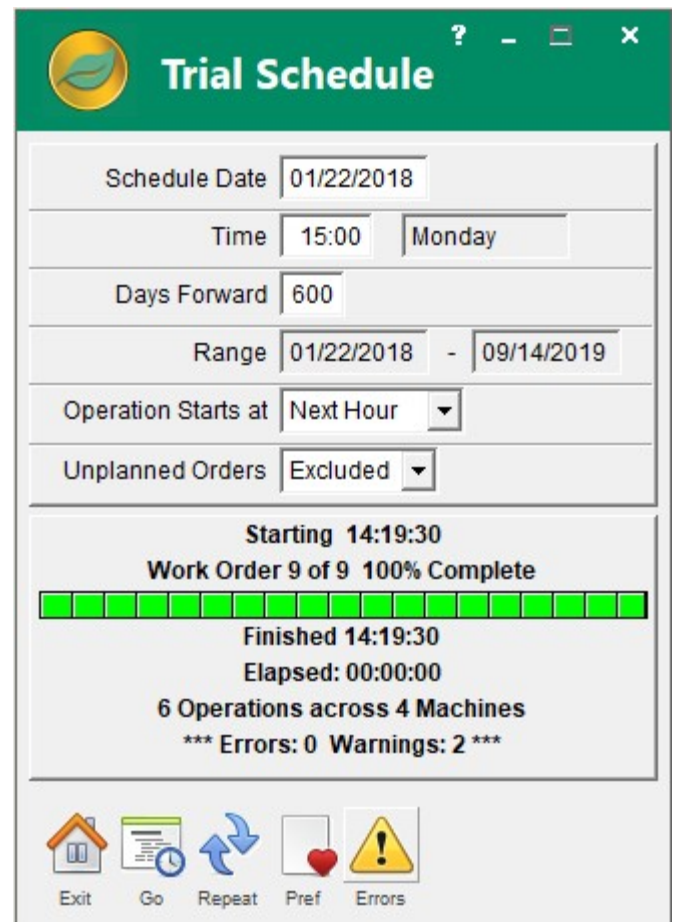 ? _ x
Trial Schedule
Schedule Date 01/22/2018
Time 15:00 Monday
Days Forward 600
Range 01/22/2018 - 09/14/2019
Operation Starts at Next Hour
Unplanned Orders Excluded
Starting 14:19:30
Work Order 9 of 9 100% Complete
Finished 14:19:30
Elapsed: 00:00:00
6 Operations across 4 Machines
*** Errors: 0 Warnings: 2 ***
Exit Go Repeat Pref Errors